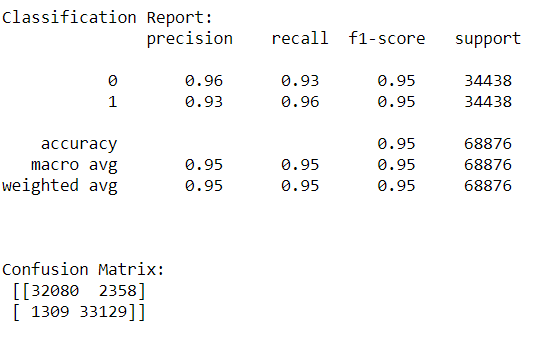 Classification Report:
precision recall f1-score support
0 0.96 0.93 0.95 34438
1 0.93 0.96 0.95 34438
accuracy 0.95 68876
macro avg 0.95 0.95 0.95 68876
weighted avg 0.95 0.95 0.95 68876
Confusion Matrix:
[[32080 2358]
[ 1309 33129]]